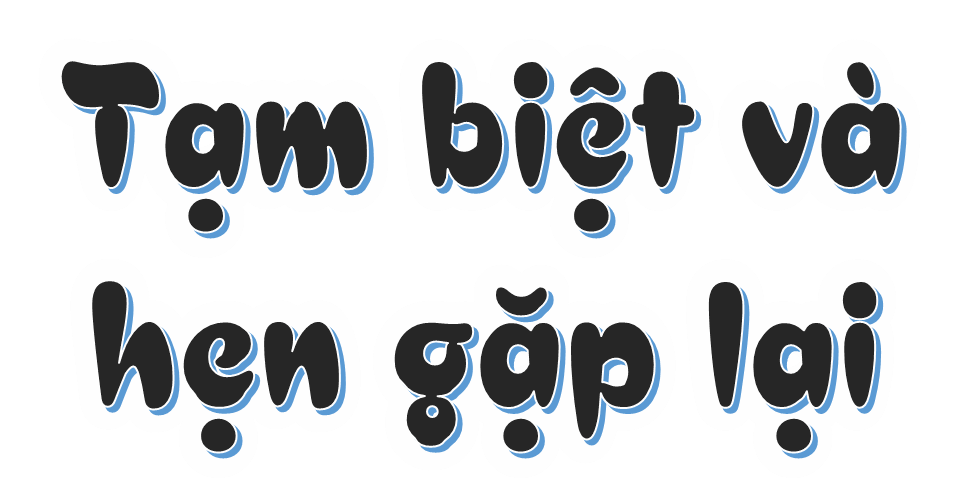 Tạm biệt và
hẹn gặp lại